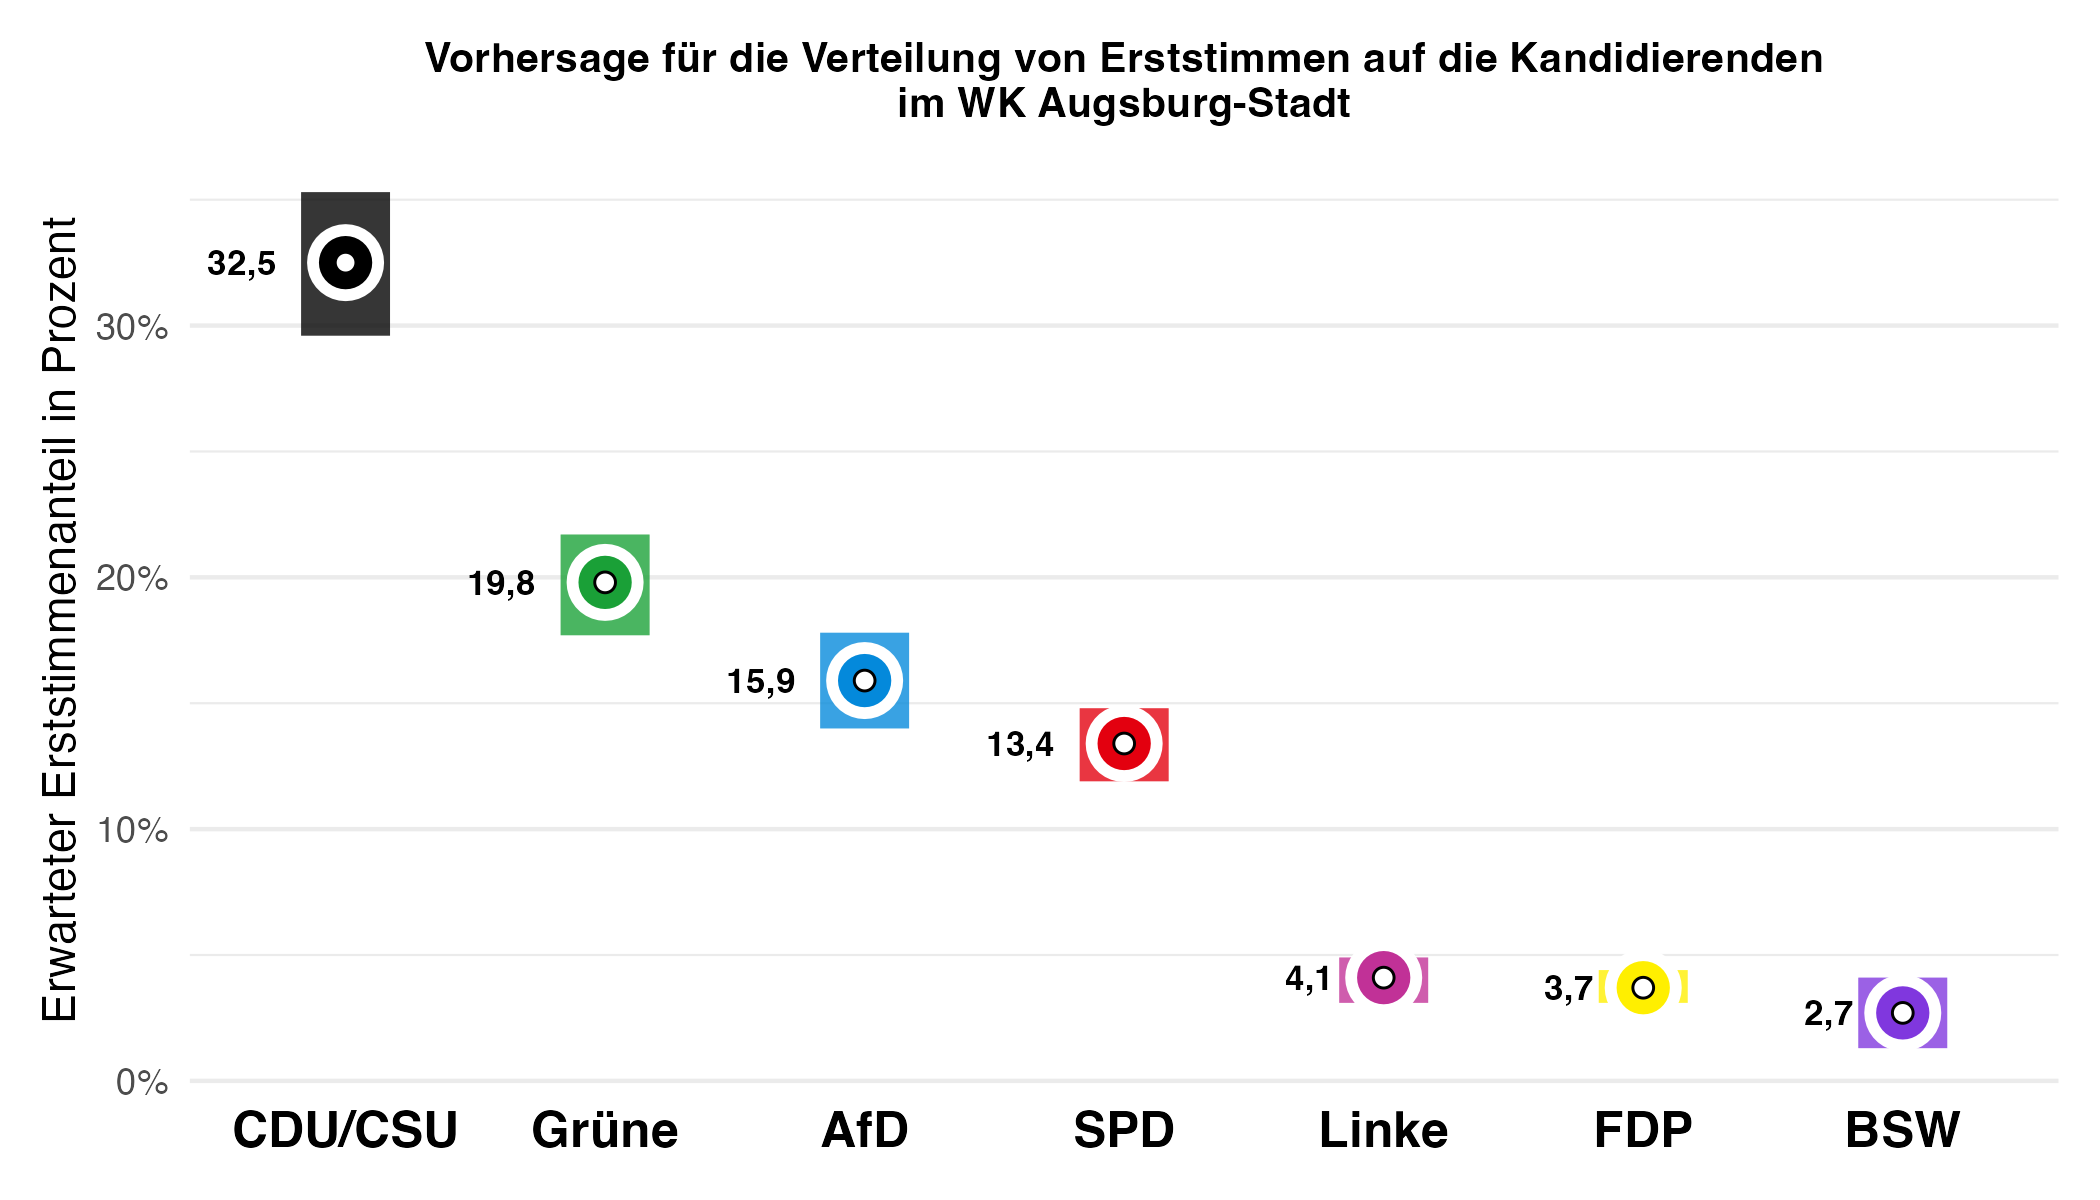 Vorhersage für die Verteilung von Erststimmen auf die Kandidierenden
im WK Augsburg-Stadt
Erwarteter Erststimmenanteil in Prozent
30%
20%
10%
0%
32,5
19,8
15,9
13,4
4,1
3,7
2,7
CDU/CSU
Grüne
AfD
SPD
Linke
FDP
BSW